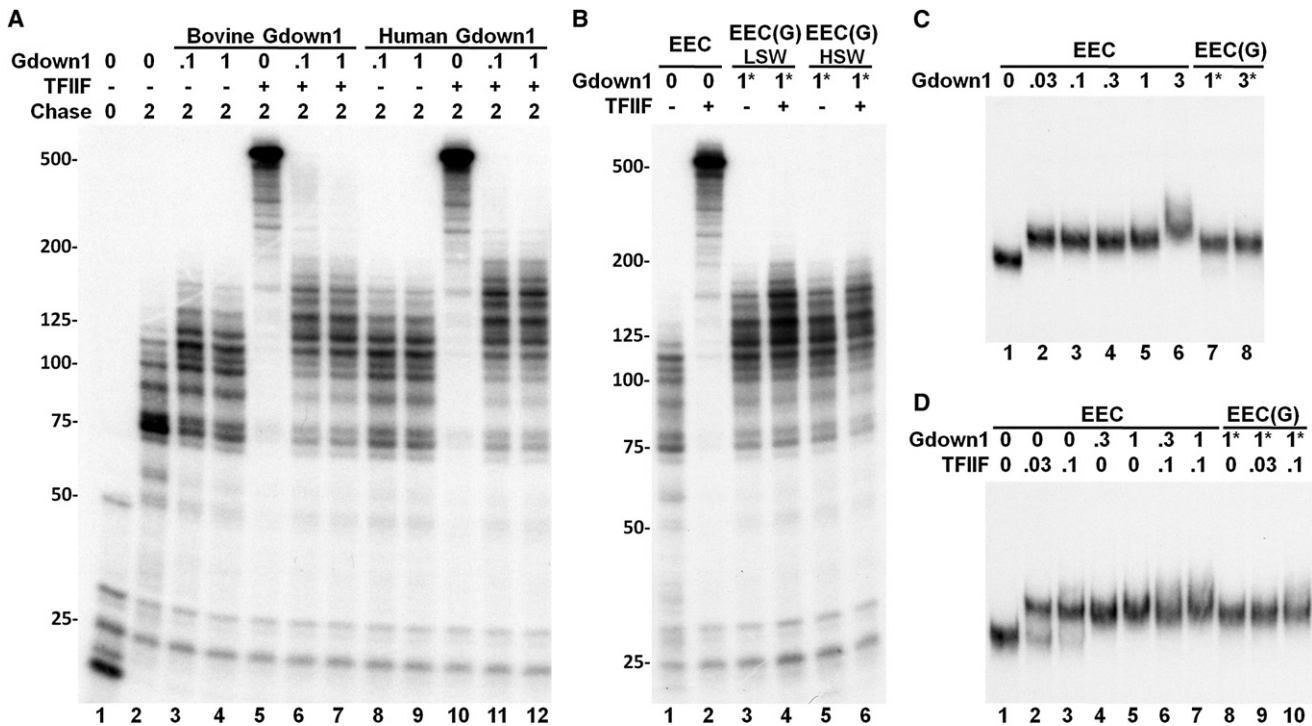 A
Bovine Gdown1 Human Gdown1
Gdown1 0 0 .1 1 0 .1 1 .1 1 0 .1 1
TFIIF - - - - + + + - - + + +
Chase 0 2 2 2 2 2 2 2 2 2 2 2
500-
200-
125-
100-
75-
50-
25-
1 2 3 4 5 6 7 8 9 10 11 12
B
EEC EEC(G) LSW EEC(G) HSW
Gdown1 0 0 1* 1* 1* 1*
TFIIF - + - + - +
500-
200-
125-
100-
75-
50-
25-
1 2 3 4 5 6
C
EEC EEC(G)
Gdown1 0 .03 .1 .3 1 3 1* 3*
1 2 3 4 5 6 7 8
D
EEC EEC(G)
Gdown1 0 0 0 .3 1 .3 1 1* 1* 1*
TFIIF 0 .03 .1 0 0 .1 .1 0 .03 .1
1 2 3 4 5 6 7 8 9 10